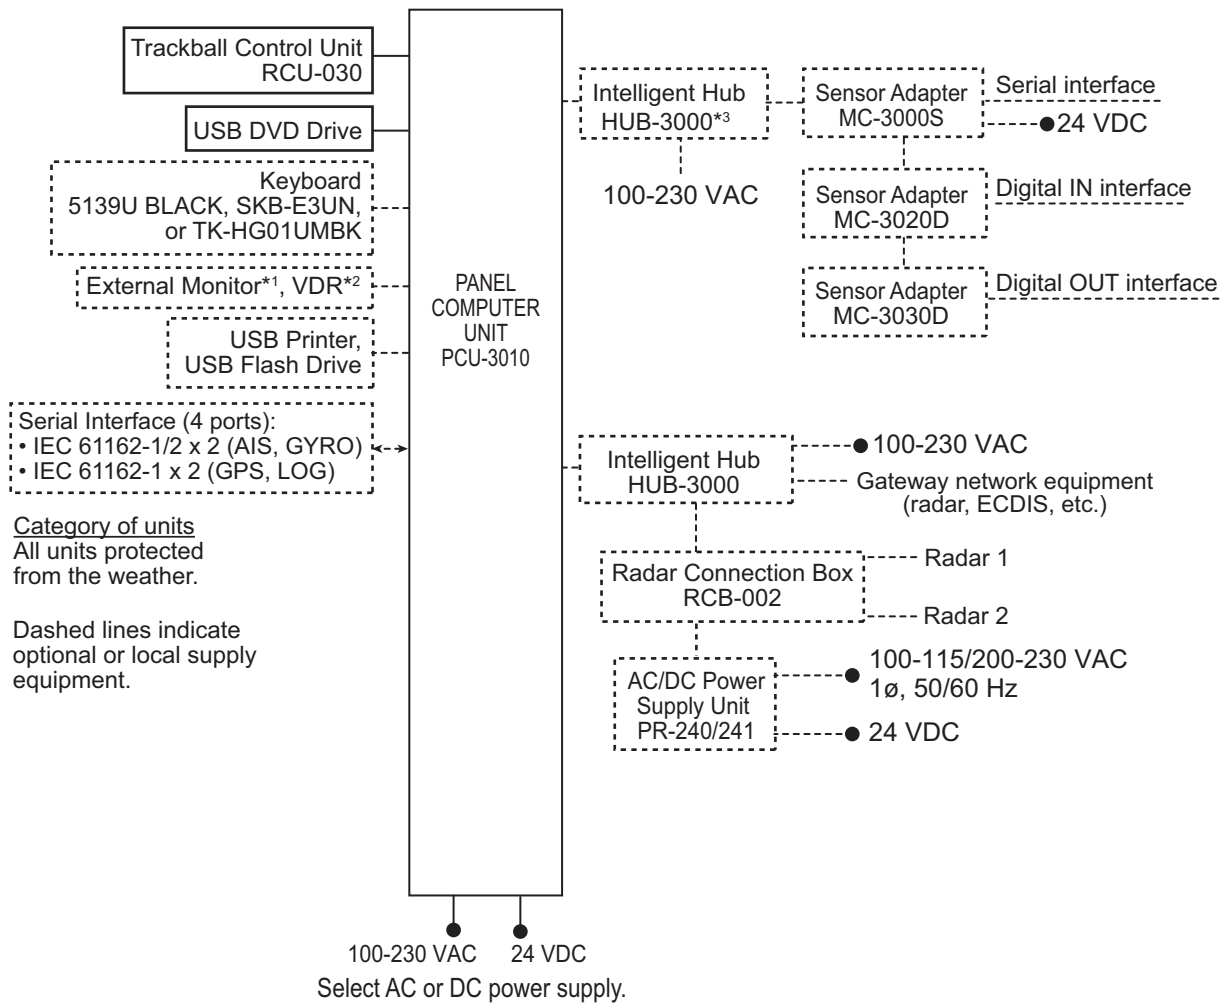 Trackball Control Unit
RCU-030
USB DVD Drive
Keyboard
5139U BLACK, SKB-E3UN,
or TK-HG01UMBK
External Monitor*1, VDR*2
USB Printer,
USB Flash Drive
Serial Interface (4 ports):
• IEC 61162-1/2 x 2 (AIS, GYRO)
• IEC 61162-1 x 2 (GPS, LOG)
Category of units
All units protected
from the weather.
Dashed lines indicate
optional or local supply
equipment.
PANEL
COMPUTER
UNIT
PCU-3010
100-230 VAC
24 VDC
Select AC or DC power supply.
Intelligent Hub
HUB-3000*3
100-230 VAC
Sensor Adapter
MC-3000S
Serial interface
24 VDC
Sensor Adapter
MC-3020D
Digital IN interface
Sensor Adapter
MC-3030D
Digital OUT interface
Intelligent Hub
HUB-3000
100-230 VAC
Gateway network equipment
(radar, ECDIS, etc.)
Radar Connection Box
RCB-002
Radar 1
Radar 2
AC/DC Power
Supply Unit
PR-240/241
100-115/200-230 VAC
1ø, 50/60 Hz
24 VDC